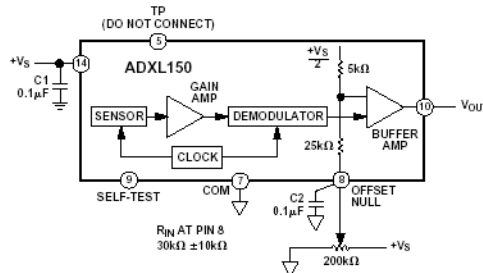 TP
(DO NOT CONNECT)
5
+VS
14
ADXL150
+VS
2
C1
0.1µF
GAIN
AMP
5kΩ
SENSOR
DEMODULATOR
10
VOUT
BUFFER
AMP
CLOCK
25kΩ
9
7
8
SELF-TEST
COM
C2
0.1µF
OFFSET
NULL
RIN AT PIN 8
30kΩ ±10kΩ
+VS
200kΩ